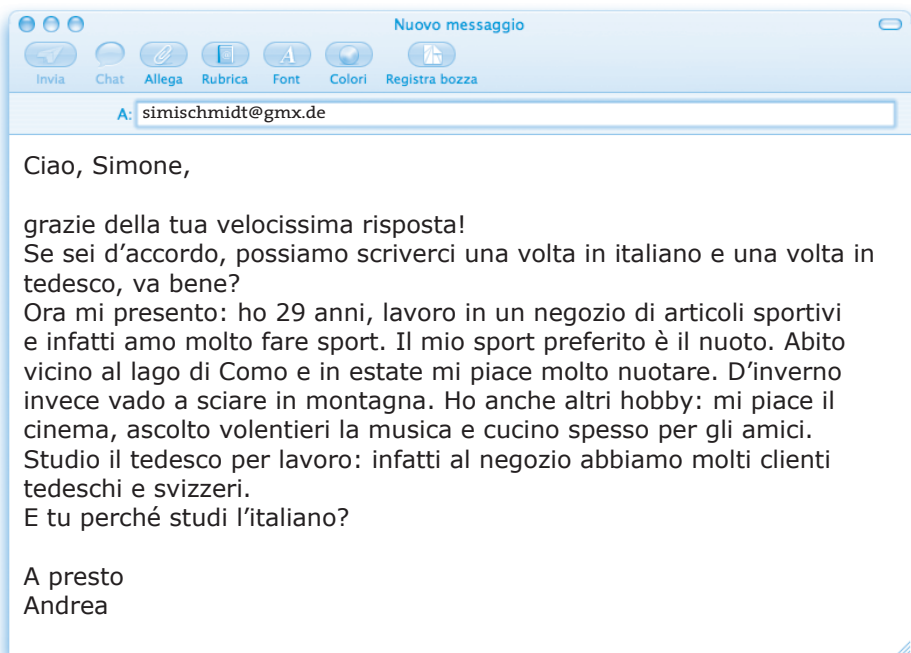 Nuovo messaggio
Invia Chat Allega Rubrica Font Colori Registra bozza
A: simischmidt@gmx.de
Ciao, Simone,
grazie della tua velocissima risposta!
Se sei d’accordo, possiamo scriverci una volta in italiano e una volta in
tedesco, va bene?
Ora mi presento: ho 29 anni, lavoro in un negozio di articoli sportivi
e infatti amo molto fare sport. Il mio sport preferito è il nuoto. Abito
vicino al lago di Como e in estate mi piace molto nuotare. D’inverno
invece vado a sciare in montagna. Ho anche altri hobby: mi piace il
cinema, ascolto volentieri la musica e cucino spesso per gli amici.
Studio il tedesco per lavoro: infatti al negozio abbiamo molti clienti
tedeschi e svizzeri.
E tu perché studi l’italiano?
A presto
Andrea